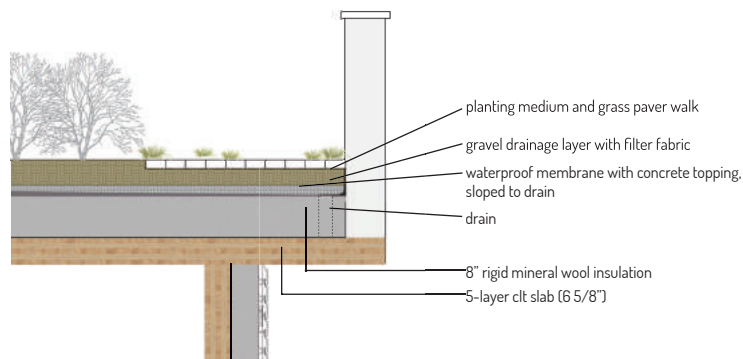 planting medium and grass paver walk
gravel drainage layer with filter fabric
waterproof membrane with concrete topping,
sloped to drain
drain
8” rigid mineral wool insulation
5-layer clt slab (6 5/8”)